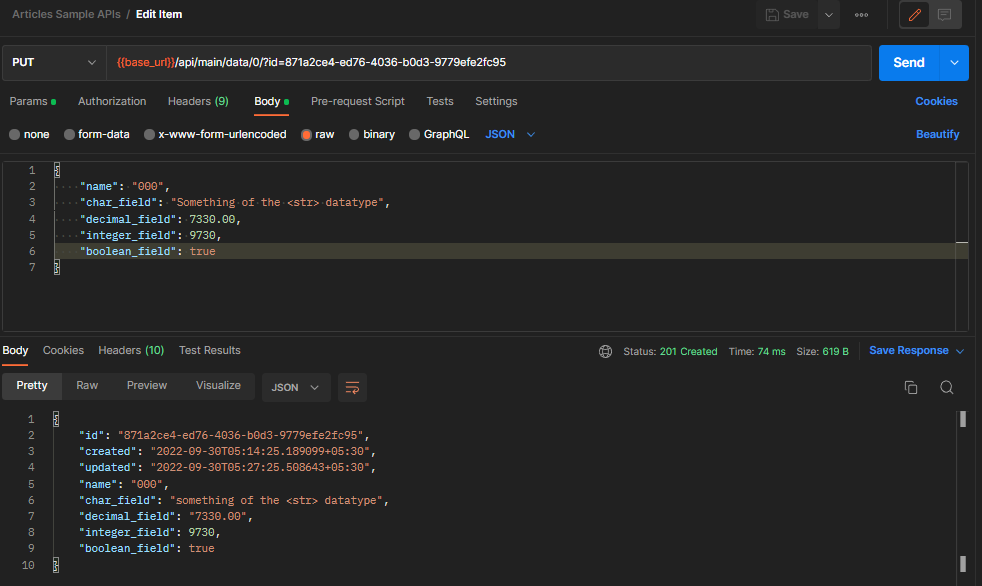 Articles Sample APIs / Edit Item Save
PUT {{base_url}}/api/main/data/0/?id=871a2ce4-ed76-4036-b0d3-9779efe2fc95 Send
Params Authorization Headers (9) Body Pre-request Script Tests Settings Cookies
none form-data x-www-form-urlencoded raw binary GraphQL JSON Beautify
1 {
2 "name": "000",
3 "char_field": "Something of the <str> datatype",
4 "decimal_field": 7330.00,
5 "integer_field": 9730,
6 "boolean_field": true
7 }
Body Cookies Headers (10) Test Results Status: 201 Created Time: 74 ms Size: 619 B Save Response
Pretty Raw Preview Visualize JSON
1 {
2 "id": "871a2ce4-ed76-4036-b0d3-9779efe2fc95",
3 "created": "2022-09-30T05:14:25.189099+05:30",
4 "updated": "2022-09-30T05:27:25.508643+05:30",
5 "name": "000",
6 "char_field": "something of the <str> datatype",
7 "decimal_field": "7330.00",
8 "integer_field": 9730,
9 "boolean_field": true
10 }